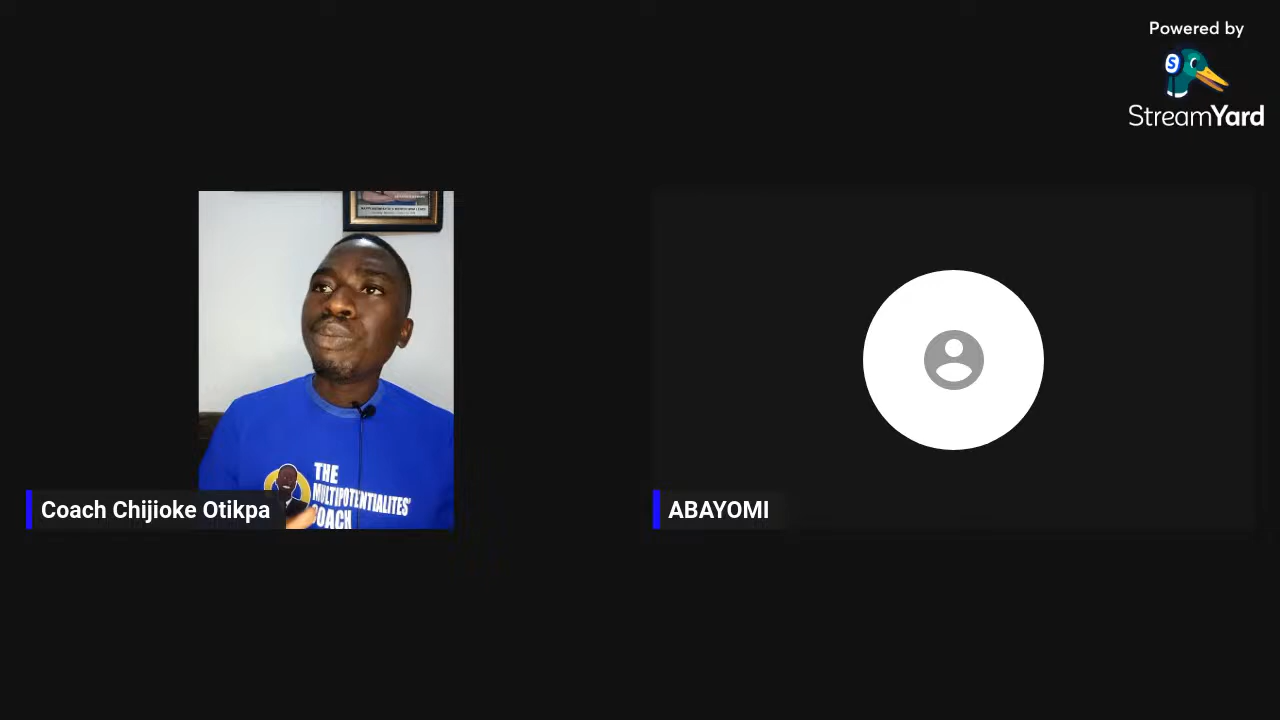 Powered by
StreamYard
THE
MULTIPOTENTIALITES'
COACH
Coach Chijioke Otikpa
ABAYOMI